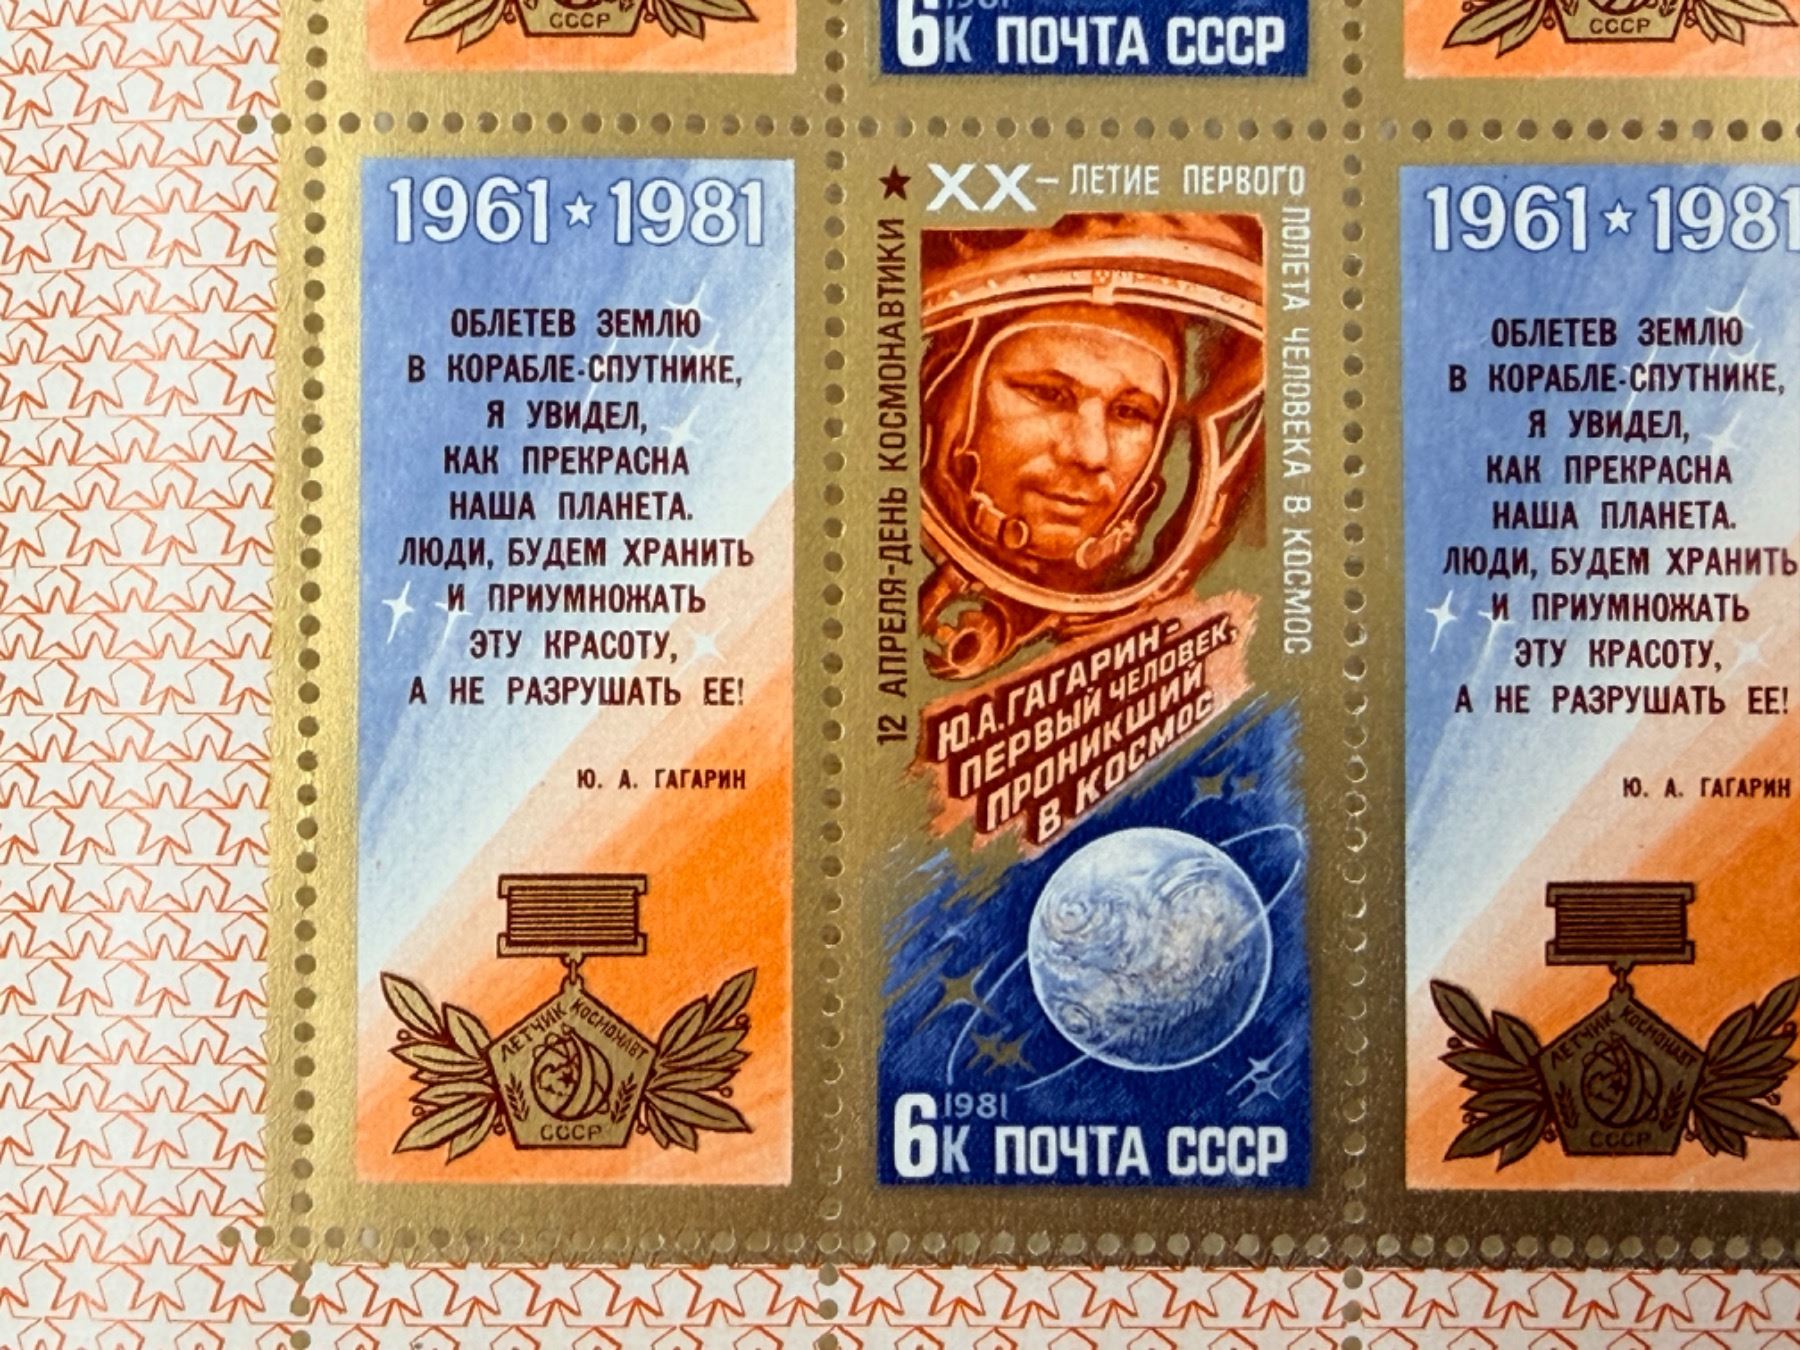 СССР
1981
6К ПОЧТА СССР
СССР
1961 ★ 1981
ОБЛЕТЕВ ЗЕМЛЮ
В КОРАБЛЕ-СПУТНИКЕ,
Я УВИДЕЛ,
КАК ПРЕКРАСНА
НАША ПЛАНЕТА.
ЛЮДИ, БУДЕМ ХРАНИТЬ
И ПРИУМНОЖАТЬ
ЭТУ КРАСОТУ,
А НЕ РАЗРУШАТЬ ЕЕ!
Ю. А. ГАГАРИН
ЛЕТЧИК КОСМОНАВТ
СССР
12 АПРЕЛЯ-ДЕНЬ КОСМОНАВТИКИ ★
XX-ЛЕТИЕ ПЕРВОГО
ПОЛЕТА ЧЕЛОВЕКА В КОСМОС
Ю.А.ГАГАРИН-
ПЕРВЫЙ ЧЕЛОВЕК,
ПРОНИКШИЙ
В КОСМОС
1981
6К ПОЧТА СССР
1961 ★ 1981
ОБЛЕТЕВ ЗЕМЛЮ
В КОРАБЛЕ-СПУТНИКЕ,
Я УВИДЕЛ,
КАК ПРЕКРАСНА
НАША ПЛАНЕТА.
ЛЮДИ, БУДЕМ ХРАНИТЬ
И ПРИУМНОЖАТЬ
ЭТУ КРАСОТУ,
А НЕ РАЗРУШАТЬ ЕЕ!
Ю. А. ГАГАРИН
ЛЕТЧИК КОСМОНАВТ
СССР